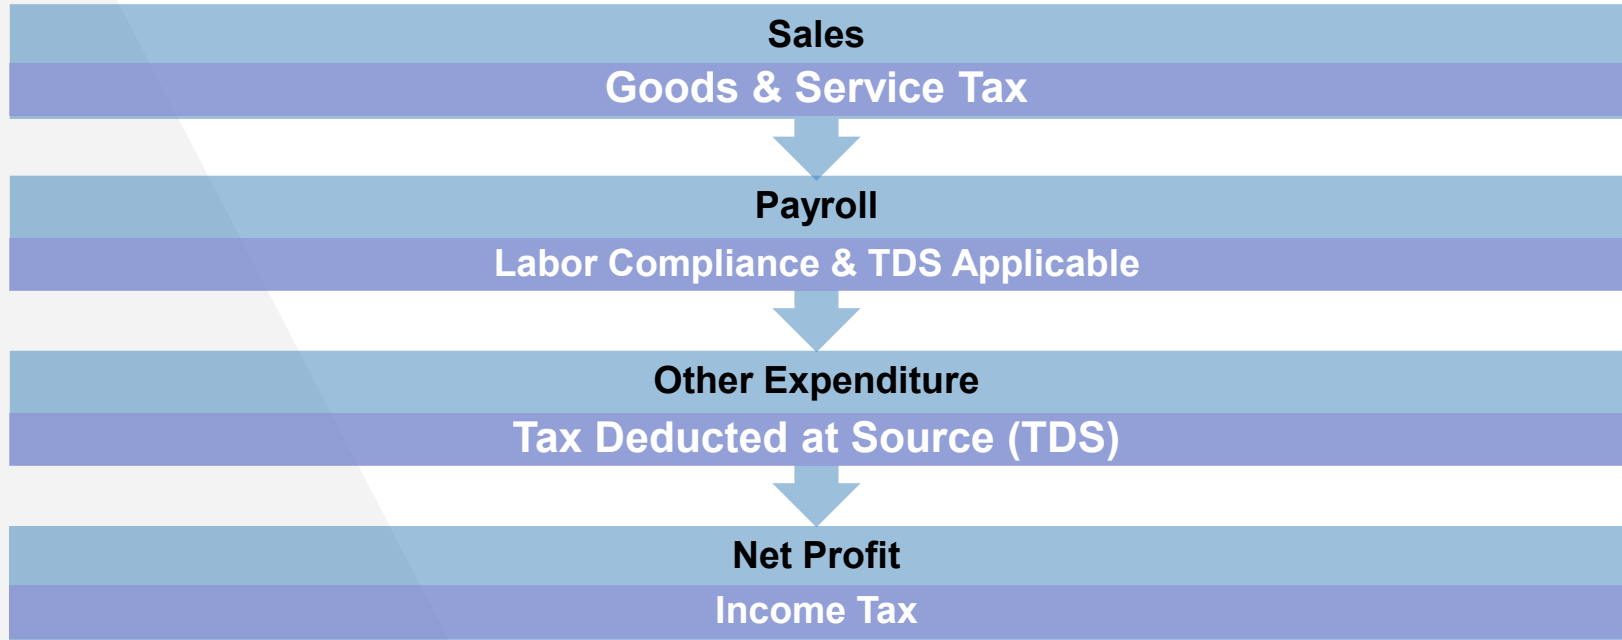 Sales
Goods & Service Tax
Payroll
Labor Compliance & TDS Applicable
Other Expenditure
Tax Deducted at Source (TDS)
Net Profit
Income Tax